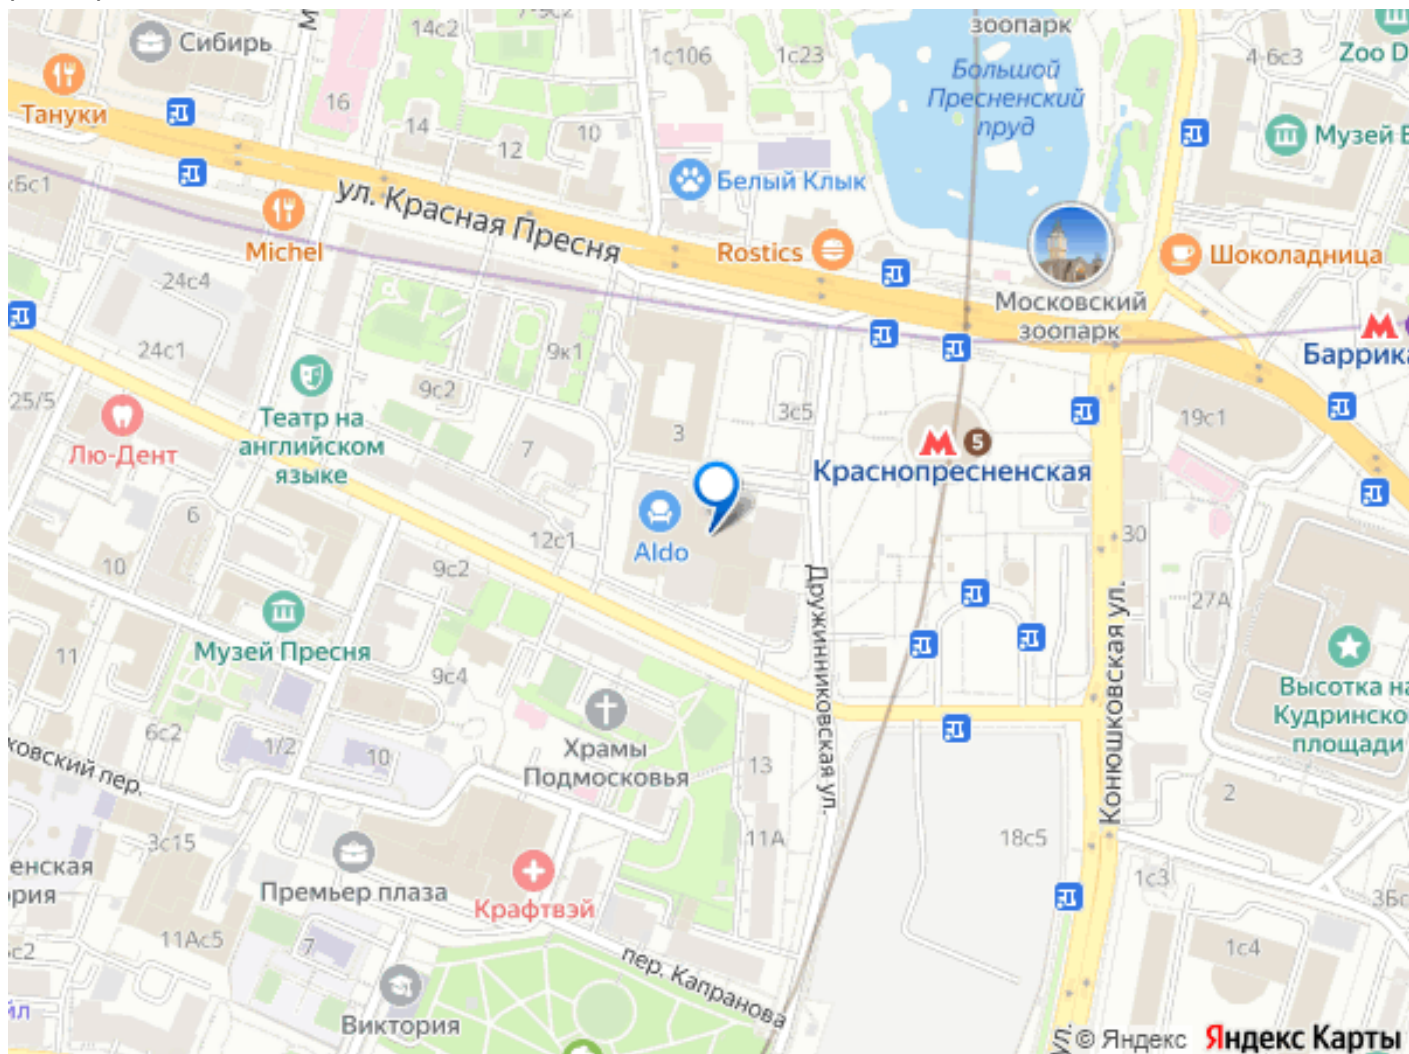 зоопарк
14с2
Сибирь
1с106
1с23
Большой
Пресненский
пруд
4-6с3
Zoo D
Тануки
16
14
12
10
Музей
Белый Клык
ул. Красная Пресня
Michel
Rostics
Шоколадница
24с4
Московский
зоопарк
24с1
9к1
Баррика
25/5
9с2
Театр на
английском
языке
3с5
19с1
Лю-Дент
7
3
5
Краснопресненская
6
Aldo
12с1
30
10
9с2
Дружинниковская ул.
Конюшковская ул.
27А
Музей Пресня
11
9с4
Высотка на
Кудринско
площади
6с2
1/2
10
Храмы
Подмосковья
13
ковский пер.
2
3с15
11А
18с5
енская
ория
Премьер плаза
Крафтвэй
1с3
11Ас5
7
1с4
с2
пер. Капранова
Виктория
© Яндекс
Яндекс Карты